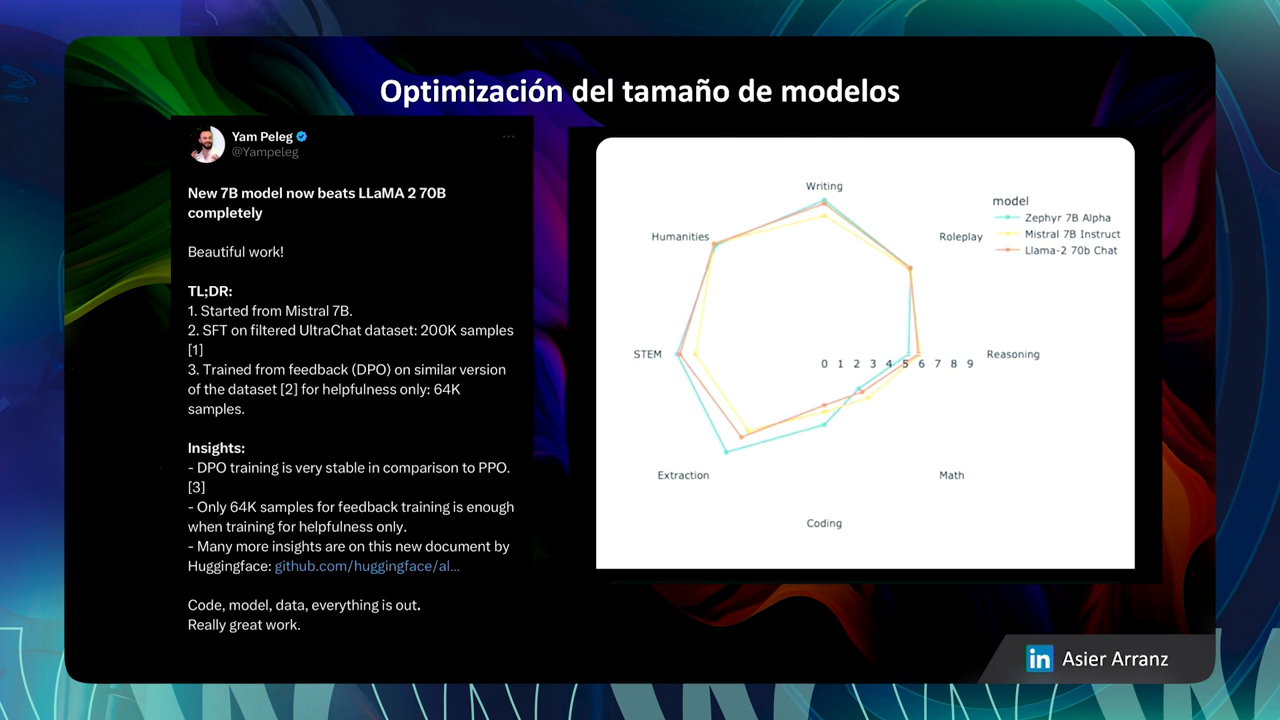 Optimización del tamaño de modelos
Yam Peleg
@Yampeleg
New 7B model now beats LLaMA 2 70B
completely
Beautiful work!
TL;DR:
1. Started from Mistral 7B.
2. SFT on filtered UltraChat dataset: 200K samples
[1]
3. Trained from feedback (DPO) on similar version
of the dataset [2] for helpfulness only: 64K
samples.
Insights:
- DPO training is very stable in comparison to PPO.
[3]
- Only 64K samples for feedback training is enough
when training for helpfulness only.
- Many more insights are on this new document by
Huggingface: github.com/huggingface/al...
Code, model, data, everything is out.
Really great work.
Writing
model
Zephyr 7B Alpha
Mistral 7B Instruct
Llama-2 70b Chat
Humanities
Roleplay
STEM
0 1 2 3 4 5 6 7 8 9
Reasoning
Extraction
Math
Coding
in Asier Arranz